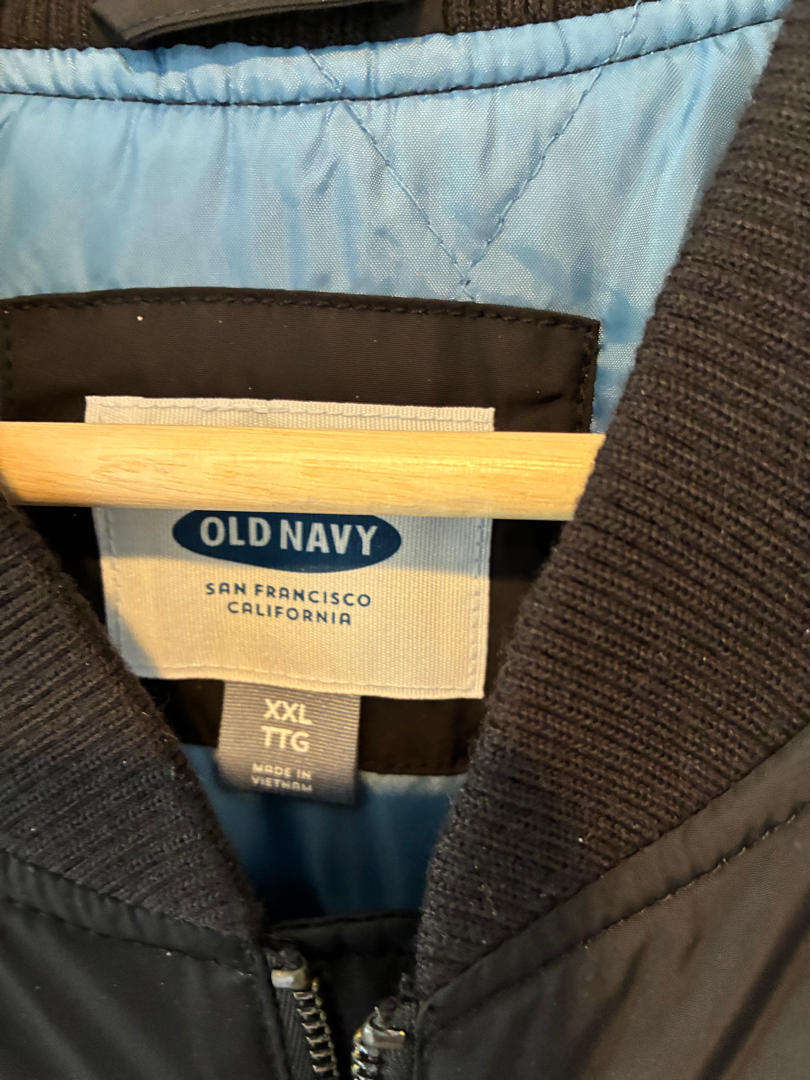 OLD NAVY
SAN FRANCISCO
CALIFORNIA
XXL
TTG
MADE IN
VIETNAM